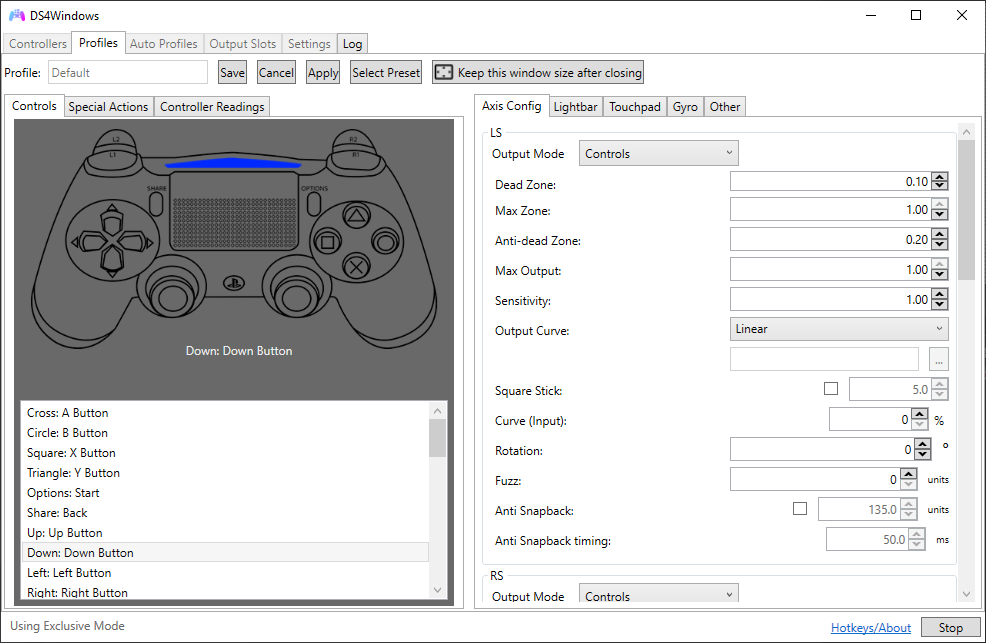 DS4Windows
Controllers Profiles Auto Profiles Output Slots Settings Log
Profile: Default Save Cancel Apply Select Preset Keep this window size after closing
Controls Special Actions Controller Readings
L2
L1
R2
R1
SHARE
OPTIONS
Down: Down Button
Cross: A Button
Circle: B Button
Square: X Button
Triangle: Y Button
Options: Start
Share: Back
Up: Up Button
Down: Down Button
Left: Left Button
Right: Right Button
Axis Config Lightbar Touchpad Gyro Other
LS
Output Mode Controls
Dead Zone: 0.10
Max Zone: 1.00
Anti-dead Zone: 0.20
Max Output: 1.00
Sensitivity: 1.00
Output Curve: Linear
...
Square Stick: 5.0
Curve (Input): 0 %
Rotation: 0 °
Fuzz: 0 units
Anti Snapback: 135.0 units
Anti Snapback timing: 50.0 ms
RS
Output Mode Controls
Using Exclusive Mode Hotkeys/About Stop